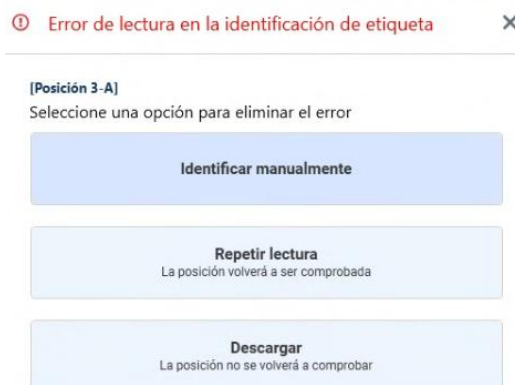 Error de lectura en la identificación de etiqueta
[Posición 3-A]
Seleccione una opción para eliminar el error
Identificar manualmente
Repetir lectura
La posición volverá a ser comprobada
Descargar
La posición no se volverá a comprobar